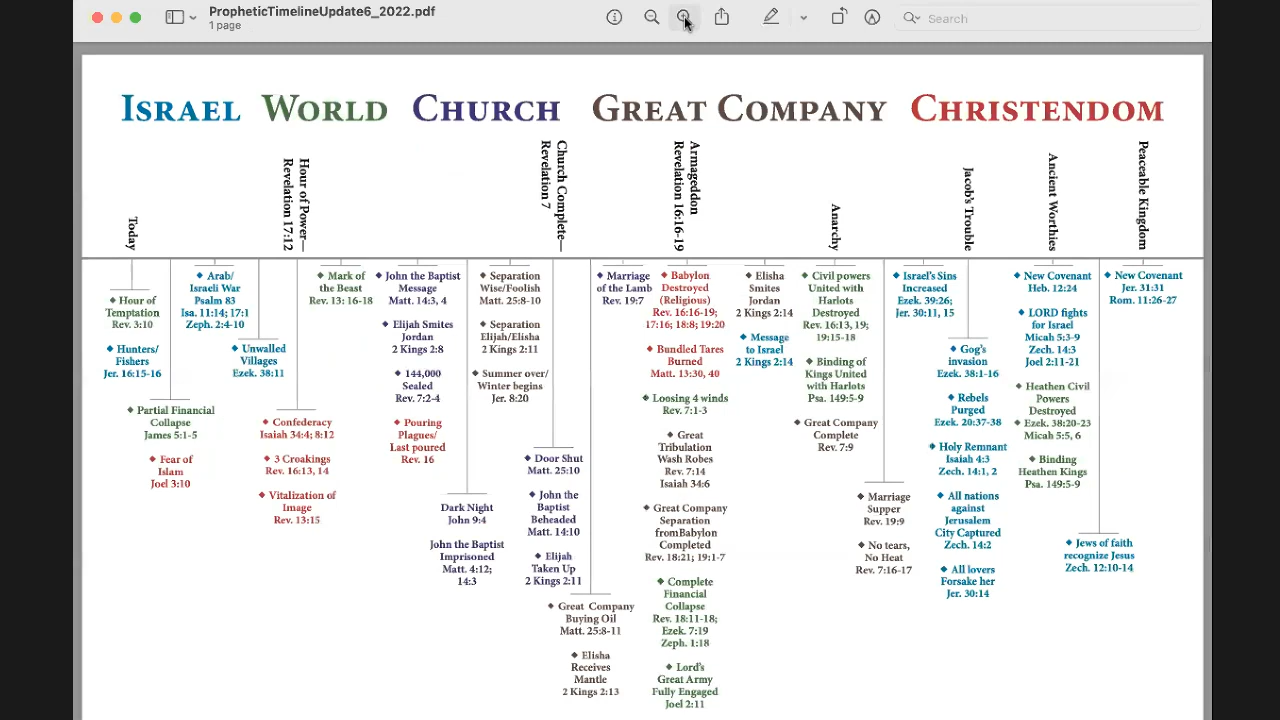 PropheticTimelineUpdate6_2022.pdf
1 page
Search
ISRAEL WORLD CHURCH GREAT COMPANY CHRISTENDOM
Today
Hour of Power—
Revelation 17:12
Church Complete—
Revelation 7
Armageddon
Revelation 16:16-19
Anarchy
Jacob's Trouble
Ancient Worthies
Peaceable Kingdom
Hour of
Temptation
Rev. 3:10
Hunters/
Fishers
Jer. 16:15-16
Partial Financial
Collapse
James 5:1-5
Fear of
Islam
Joel 3:10
Arab/
Israeli War
Psalm 83
Isa. 11:14; 17:1
Zeph. 2:4-10
Unwalled
Villages
Ezek. 38:11
Confederacy
Isaiah 34:4; 8:12
3 Croakings
Rev. 16:13, 14
Vitalization of
Image
Rev. 13:15
Mark of
the Beast
Rev. 13: 16-18
John the Baptist
Message
Matt. 14:3, 4
Elijah Smites
Jordan
2 Kings 2:8
144,000
Sealed
Rev. 7:2-4
Pouring
Plagues/
Last poured
Rev. 16
Dark Night
John 9:4
John the Baptist
Imprisoned
Matt. 4:12;
14:3
Separation
Wise/Foolish
Matt. 25:8-10
Separation
Elijah/Elisha
2 Kings 2:11
Summer over/
Winter begins
Jer. 8:20
Door Shut
Matt. 25:10
John the
Baptist
Beheaded
Matt. 14:10
Elijah
Taken Up
2 Kings 2:11
Great Company
Buying Oil
Matt. 25:8-11
Elisha
Receives
Mantle
2 Kings 2:13
Marriage
of the Lamb
Rev. 19:7
Babylon
Destroyed
(Religious)
Rev. 16:16-19;
17:16; 18:8; 19:20
Bundled Tares
Burned
Matt. 13:30, 40
Loosing 4 winds
Rev. 7:1-3
Great
Tribulation
Wash Robes
Rev. 7:14
Isaiah 34:6
Great Company
Separation
fromBabylon
Completed
Rev. 18:21; 19:1-7
Complete
Financial
Collapse
Rev. 18:11-18;
Ezek. 7:19
Zeph. 1:18
Lord's
Great Army
Fully Engaged
Joel 2:11
Elisha
Smites
Jordan
2 Kings 2:14
Message
to Israel
2 Kings 2:14
Civil powers
United with
Harlots
Destroyed
Rev. 16:13, 19;
19:15-18
Binding of
Kings United
with Harlots
Psa. 149:5-9
Great Company
Complete
Rev. 7:9
Marriage
Supper
Rev. 19:9
No tears,
No Heat
Rev. 7:16-17
Israel's Sins
Increased
Ezek. 39:26;
Jer. 30:11, 15
Gog's
invasion
Ezek. 38:1-16
Rebels
Purged
Ezek. 20:37-38
Holy Remnant
Isaiah 4:3
Zech. 14:1, 2
All nations
against
Jerusalem
City Captured
Zech. 14:2
All lovers
Forsake her
Jer. 30:14
New Covenant
Heb. 12:24
LORD fights
for Israel
Micah 5:3-9
Zech. 14:3
Joel 2:11-21
Heathen Civil
Powers
Destroyed
Ezek. 38:20-23
Micah 5:5, 6
Binding
Heathen Kings
Psa. 149:5-9
Jews of faith
recognize Jesus
Zech. 12:10-14
New Covenant
Jer. 31:31
Rom. 11:26-27